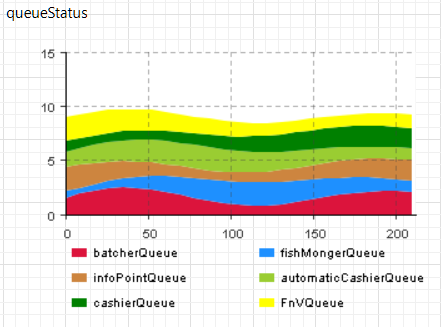 queueStatus
15
10
5
0
0 50 100 150 200
batcherQueue fishMongerQueue
infoPointQueue automaticCashierQueue
cashierQueue FnVQueue